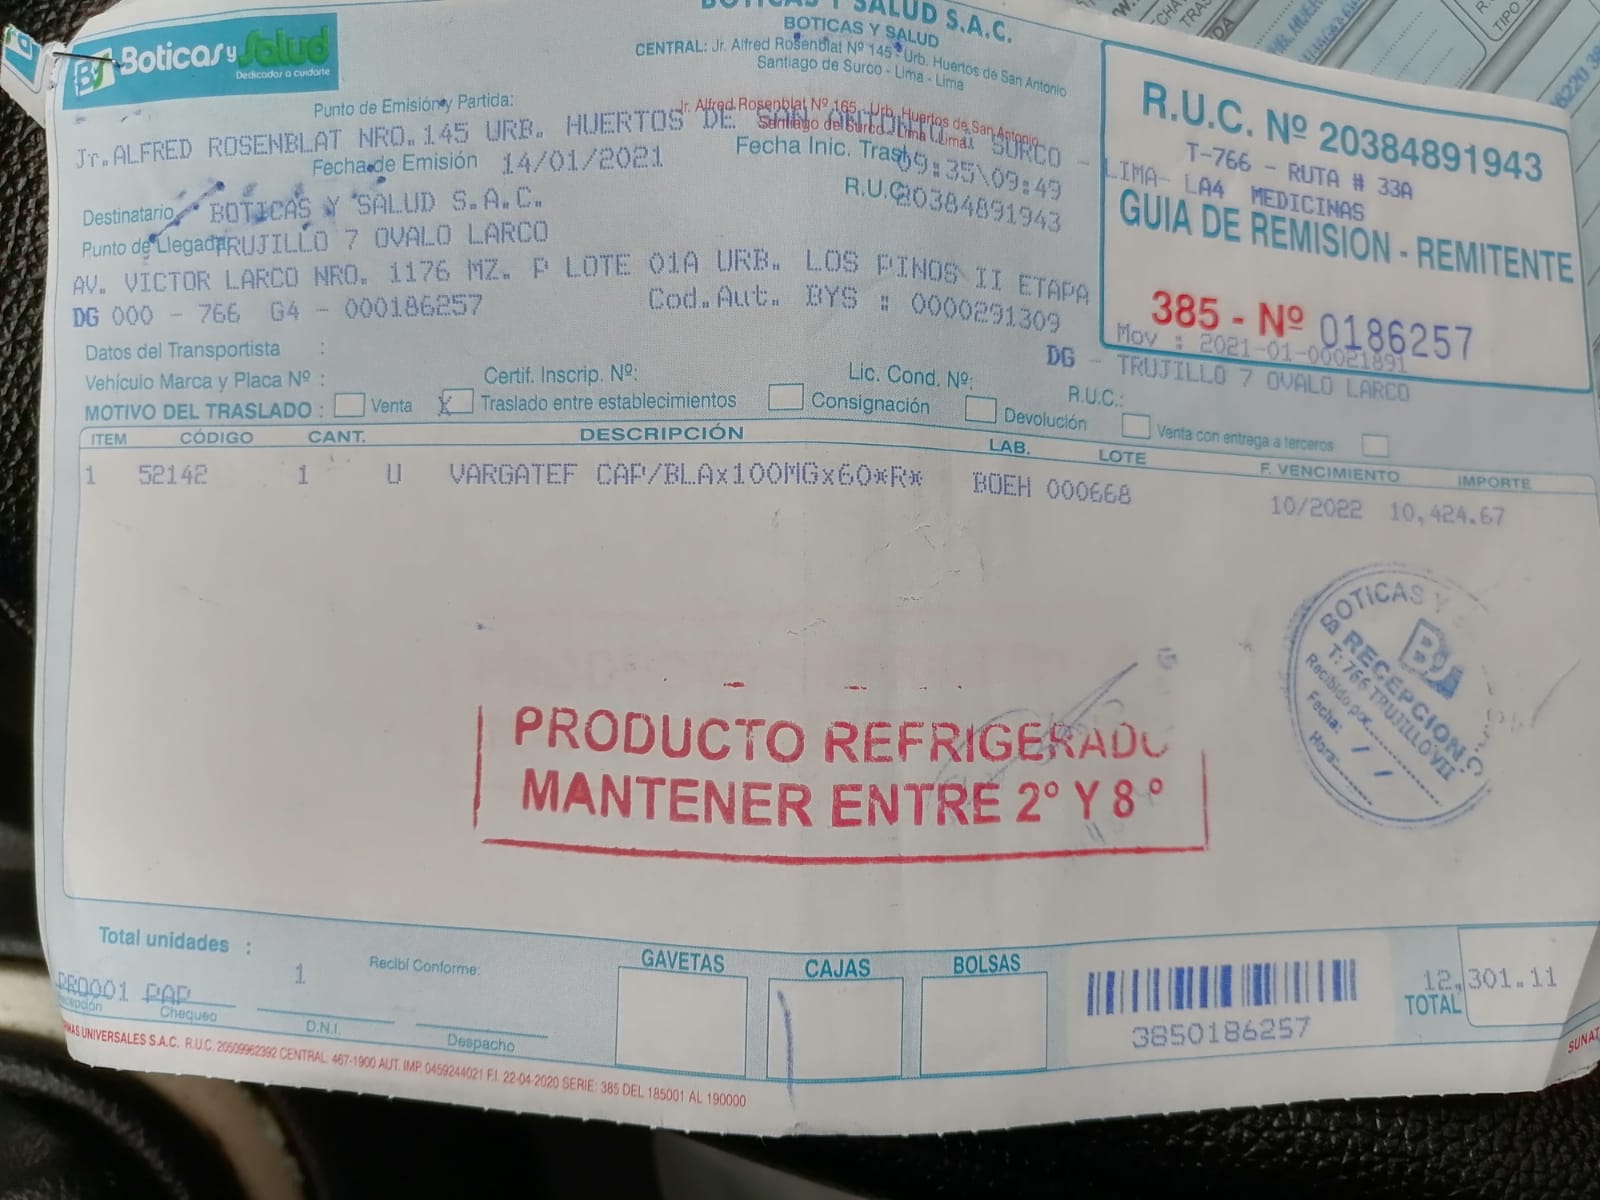 BOTICAS Y SALUD S.A.C.
BOTICAS Y SALUD
CENTRAL: Jr. Alfred Rosenblat Nº 145 - Urb. Huertos de San Antonio
Santiago de Surco - Lima - Lima
Boticas y Salud
Dedicados a cuidarte
Punto de Emisión y Partida:
Jr. Alfred Rosenblat Nº 165 - Urb. Huertos de San Antonio
Santiago de Surco - Lima - Lima
Jr.ALFRED ROSENBLAT NRO.145 URB. HUERTOS DE SAN ANTONIO SURCO - LIMA- LIMA
Fecha de Emisión 14/01/2021
Fecha Inic. Trasl 09:35\09:49
Destinatario BOTICAS Y SALUD S.A.C.
R.U.C. 20384891943
Punto de Llegada TRUJILLO 7 OVALO LARCO
AV. VICTOR LARCO NRO. 1176 MZ. P LOTE 01A URB. LOS PINOS II ETAPA
DG 000 - 766 G4 - 000186257
Cod.Aut. BYS : 0000291309
R.U.C. Nº 20384891943
T-766 - RUTA # 33A
LA4 MEDICINAS
GUIA DE REMISION - REMITENTE
385 - Nº 0186257
Mov : 2021-01-00021891
DG - TRUJILLO 7 OVALO LARCO
Datos del Transportista :
Vehículo Marca y Placa Nº :
Certif. Inscrip. Nº:
Lic. Cond. Nº:
R.U.C.:
MOTIVO DEL TRASLADO : Venta X Traslado entre establecimientos Consignación Devolución Venta con entrega a terceros
ITEM CÓDIGO CANT. DESCRIPCIÓN LAB. LOTE F. VENCIMIENTO IMPORTE
1 52142 1 U VARGATEF CAP/BLAx100MGx60*R* BOEH 000668 10/2022 10,424.67
PRODUCTO REFRIGERADO
MANTENER ENTRE 2° Y 8°
BOTICAS Y
BS
RECEPCION
T: 766 TRUJILLO VII
Recibido por:
Fecha: / /
Hora:
Total unidades : 1
Recibí Conforme:
GAVETAS
CAJAS
BOLSAS
PR0001 PAP
Recepción
Chequeo
D.N.I.
Despacho
3850186257
TOTAL 12,301.11
FORMAS UNIVERSALES S.A.C. R.U.C. 20509962392 CENTRAL: 467-1900 AUT. IMP. 0459244021 F.I. 22-04-2020 SERIE: 385 DEL 185001 AL 190000
SUNAT